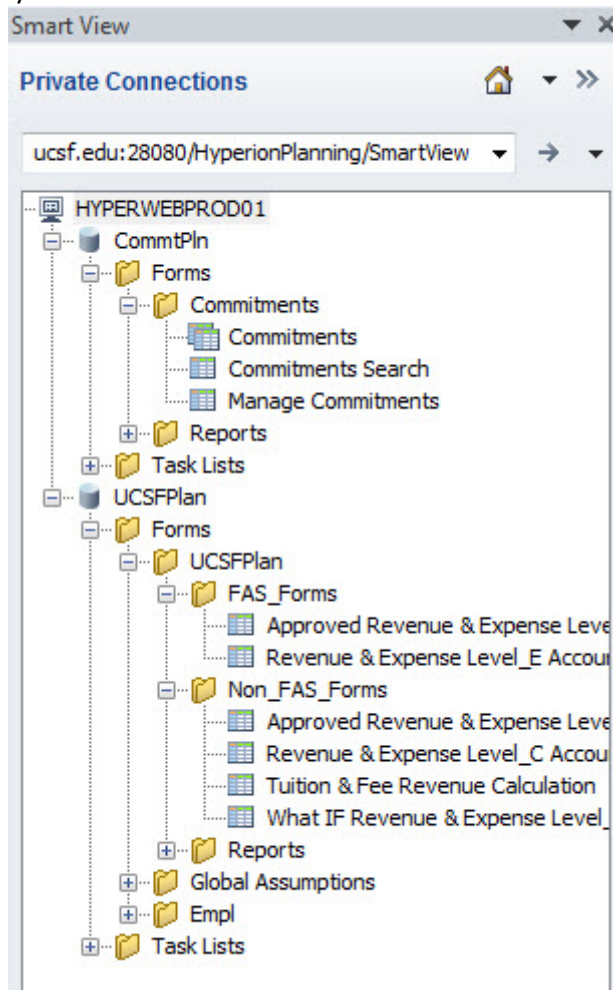 Smart View
Private Connections
ucsf.edu:28080/HyperionPlanning/SmartView
HYPERWEBPROD01
CommtPln
Forms
Commitments
Commitments
Commitments Search
Manage Commitments
Reports
Task Lists
UCSFPlan
Forms
UCSFPlan
FAS_Forms
Approved Revenue & Expense Leve
Revenue & Expense Level_E Accour
Non_FAS_Forms
Approved Revenue & Expense Leve
Revenue & Expense Level_C Accou
Tuition & Fee Revenue Calculation
What IF Revenue & Expense Level_
Reports
Global Assumptions
Empl
Task Lists